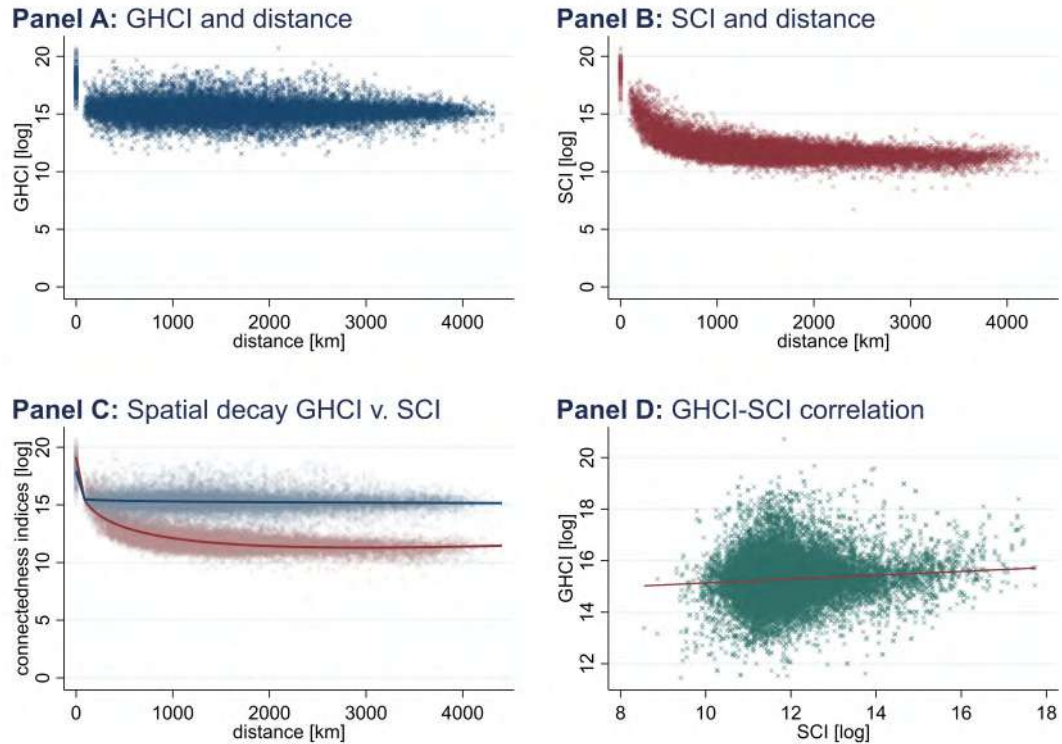 Panel A: GHCI and distance
GHCI [log]
20
15
10
5
0
0 1000 2000 3000 4000
distance [km]
Panel B: SCI and distance
SCI [log]
20
15
10
5
0
0 1000 2000 3000 4000
distance [km]
Panel C: Spatial decay GHCI v. SCI
connectedness indices [log]
20
15
10
5
0
0 1000 2000 3000 4000
distance [km]
Panel D: GHCI-SCI correlation
GHCI [log]
20
18
16
14
12
8 10 12 14 16 18
SCI [log]